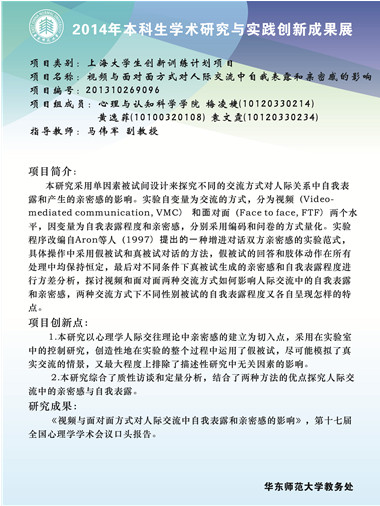 2014年本科生学术研究与实践创新成果展
项目类别：上海大学生创新训练计划项目
项目名称：视频与面对面方式对人际交流中自我表露和亲密感的影响
项目编号：201310269096
项目组成员：心理与认知科学学院 梅凌婕(10120330214)
黄逸菲(10100320108) 袁文霞(10120330234)
指导教师：马伟军 副教授
项目简介：
本研究采用单因素被试间设计来探究不同的交流方式对人际关系中自我表
露和产生的亲密感的影响。实验自变量为交流的方式，分为视频（Video-
mediated communication, VMC） 和面对面（Face to face, FTF）两个水
平，因变量为自我表露程度和亲密感，分别采用编码和问卷的方式量化。实验
程序改编自Aron等人（1997）提出的一种增进对话双方亲密感的实验范式，
具体操作中采用假被试和真被试对话的方法，假被试的回答和肢体动作在所有
处理中均保持恒定，最后对不同条件下真被试生成的亲密感和自我表露程度进
行方差分析，探讨视频和面对面两种交流方式如何影响人际交流中的自我表露
和亲密感，两种交流方式下不同性别被试的自我表露程度又各自呈现怎样的特
点。
项目创新点：
1.本研究以心理学人际交往理论中亲密感的建立为切入点，采用在实验室
中的控制研究，创造性地在实验的整个过程中运用了假被试，尽可能模拟了真
实交流的情景，又最大程度上排除了描述性研究中无关因素的影响。
2.本研究综合了质性访谈和定量分析，结合了两种方法的优点探究人际交
流中的亲密感与自我表露。
研究成果：
《视频与面对面方式对人际交流中自我表露和亲密感的影响》，第十七届
全国心理学学术会议口头报告。
华东师范大学教务处